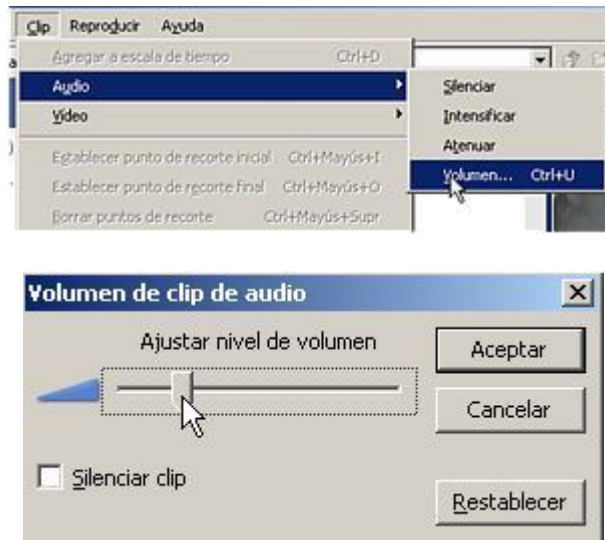 Clip Reproducir Ayuda
Agregar a escala de tiempo Ctrl+D
Audio
Silenciar
Vídeo
Intensificar
Atenuar
Establecer punto de recorte inicial Ctrl+Mayús+I
Volumen... Ctrl+U
Establecer punto de recorte final Ctrl+Mayús+O
Borrar puntos de recorte Ctrl+Mayús+Supr
Volumen de clip de audio
Ajustar nivel de volumen
Aceptar
Cancelar
Silenciar clip
Restablecer